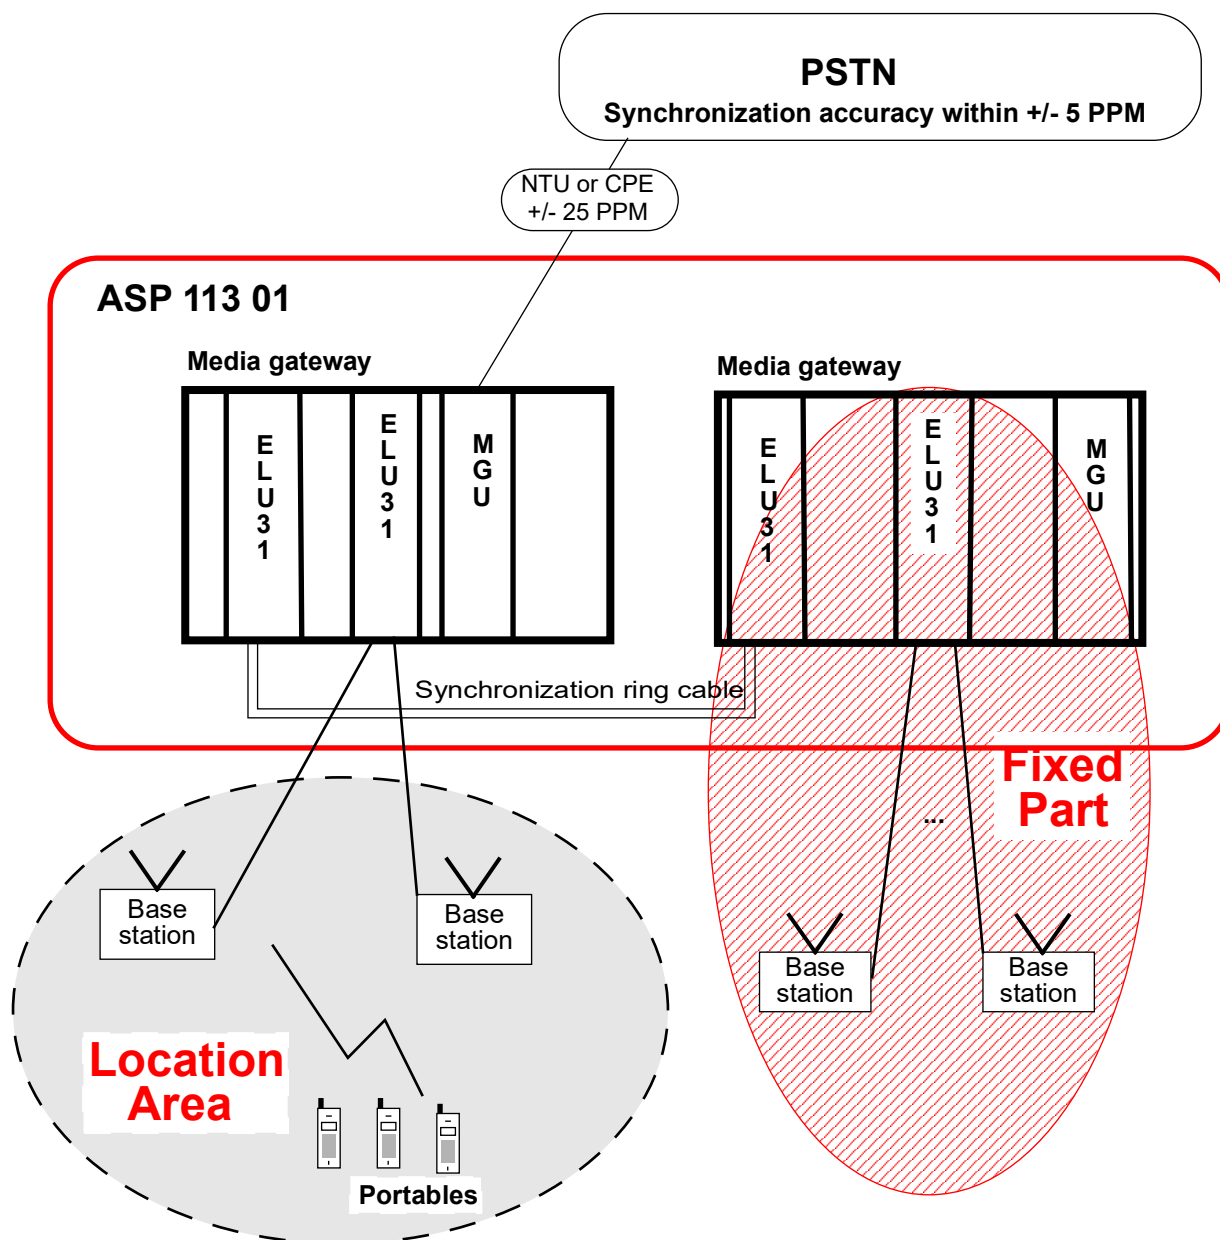 PSTN
Synchronization accuracy within +/- 5 PPM
NTU or CPE
+/- 25 PPM
ASP 113 01
Media gateway
Media gateway
ELU31
ELU31
MGU
ELU31
ELU31
MGU
Synchronization ring cable
Fixed
Part
...
Base
station
Base
station
Base
station
Base
station
Location
Area
Portables